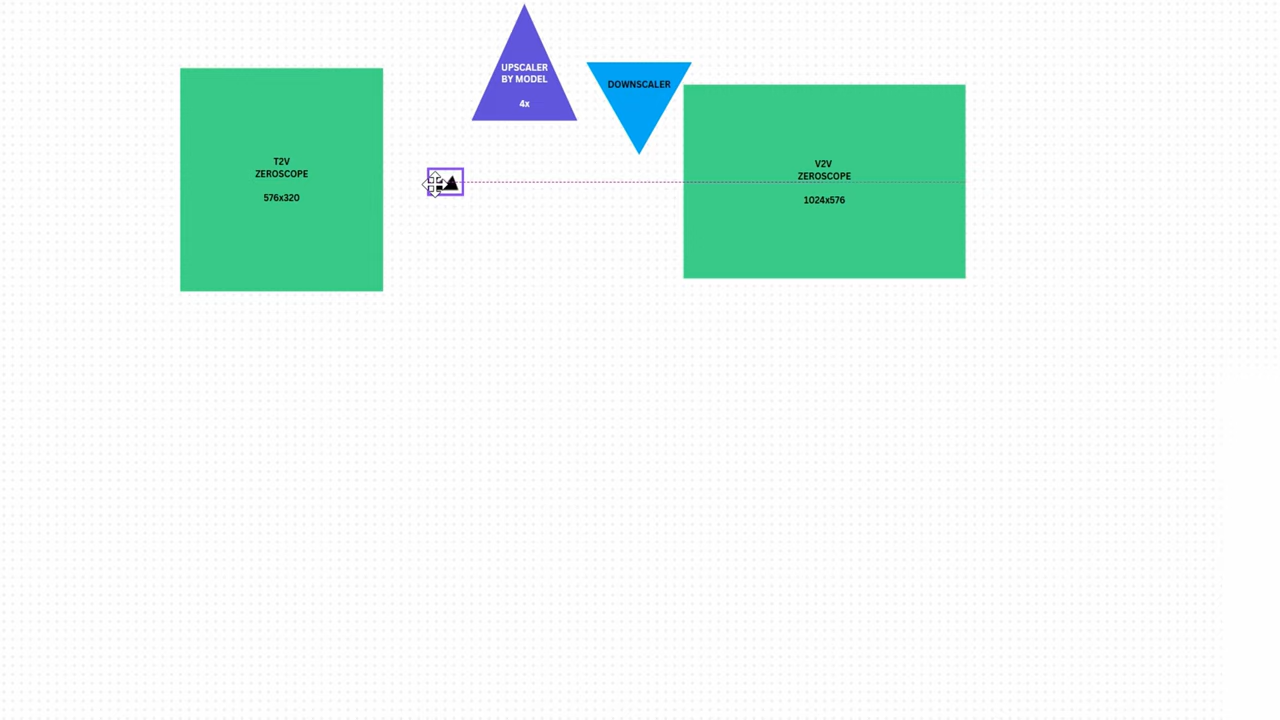 UPSCALER
BY MODEL
4x
DOWNSCALER
T2V
ZEROSCOPE
576x320
V2V
ZEROSCOPE
1024x576